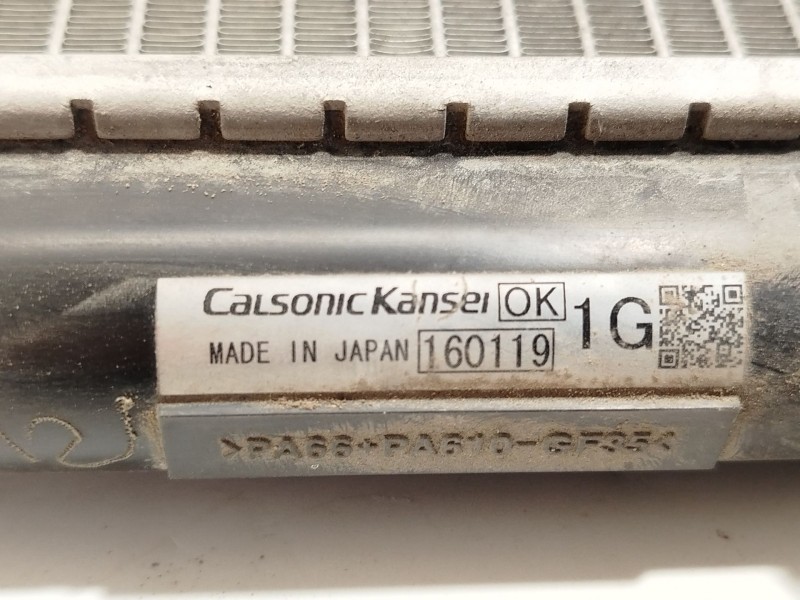 CalsonicKansei OK 1G
MADE IN JAPAN 160119
>PA66+PA610-GF35<